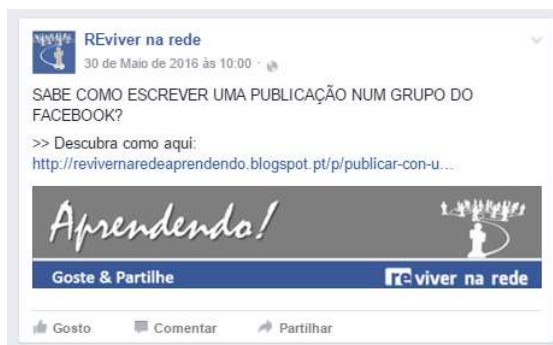 REviver na rede
30 de Maio de 2016 às 10:00 ·
SABE COMO ESCREVER UMA PUBLICAÇÃO NUM GRUPO DO
FACEBOOK?
>> Descubra como aqui:
http://revivernaredeaprendendo.blogspot.pt/p/publicar-con-u...
Aprendendo!
Goste & Partilhe
re viver na rede
Gosto Comentar Partilhar